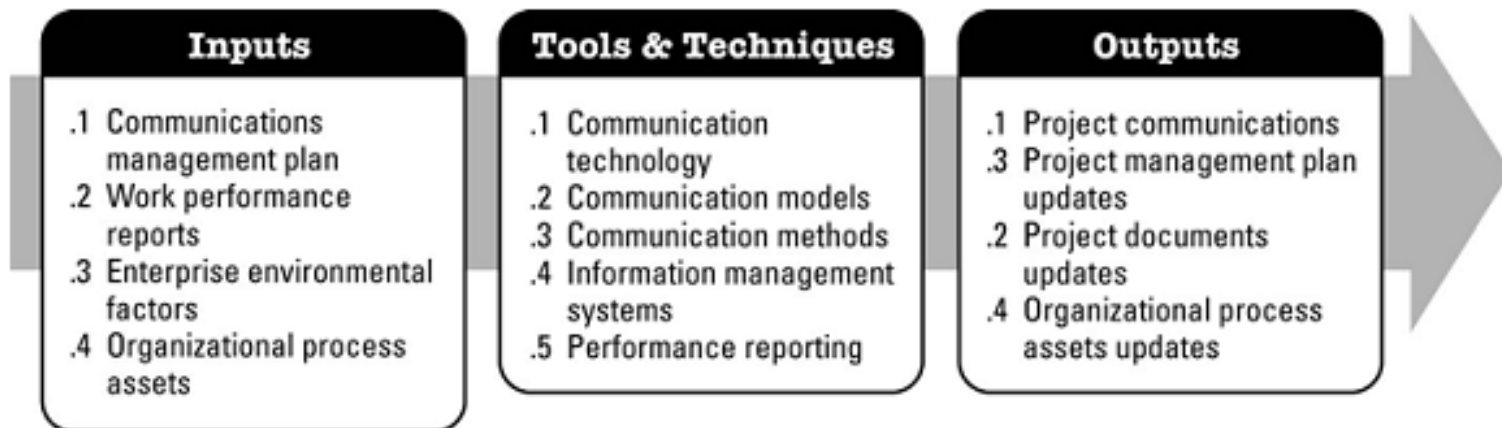 Inputs
.1 Communications
management plan
.2 Work performance
reports
.3 Enterprise environmental
factors
.4 Organizational process
assets
Tools & Techniques
.1 Communication
technology
.2 Communication models
.3 Communication methods
.4 Information management
systems
.5 Performance reporting
Outputs
.1 Project communications
.3 Project management plan
updates
.2 Project documents
updates
.4 Organizational process
assets updates